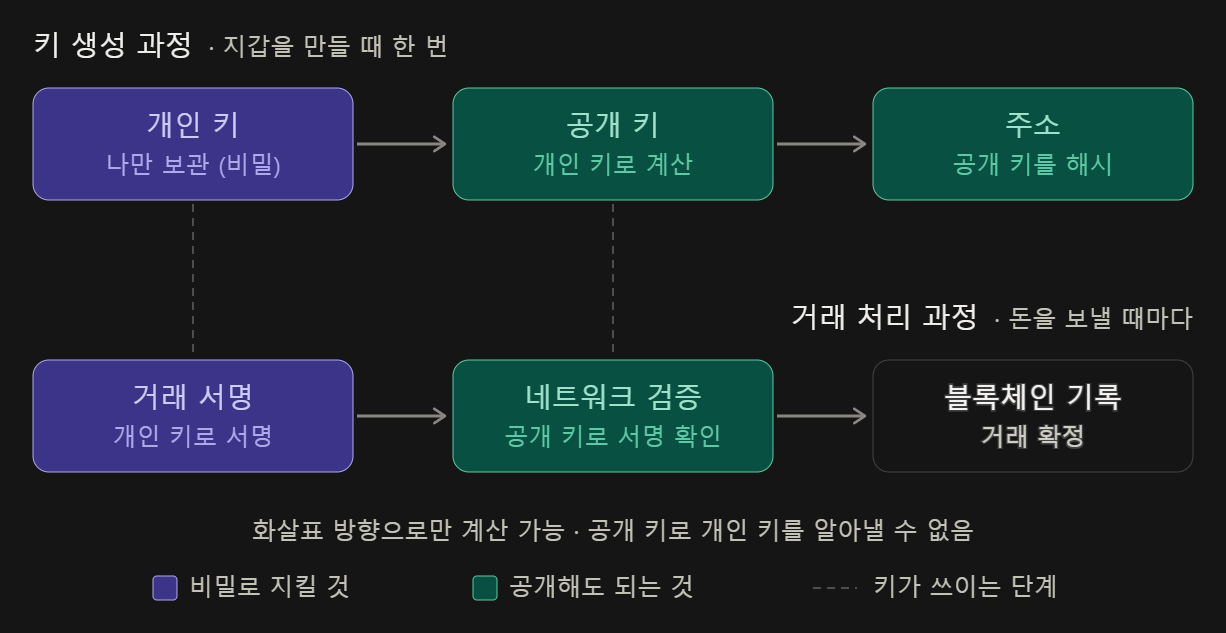 키 생성 과정 · 지갑을 만들 때 한 번
개인 키
나만 보관 (비밀)
공개 키
개인 키로 계산
주소
공개 키를 해시
거래 처리 과정 · 돈을 보낼 때마다
거래 서명
개인 키로 서명
네트워크 검증
공개 키로 서명 확인
블록체인 기록
거래 확정
화살표 방향으로만 계산 가능 · 공개 키로 개인 키를 알아낼 수 없음
비밀로 지킬 것
공개해도 되는 것
키가 쓰이는 단계